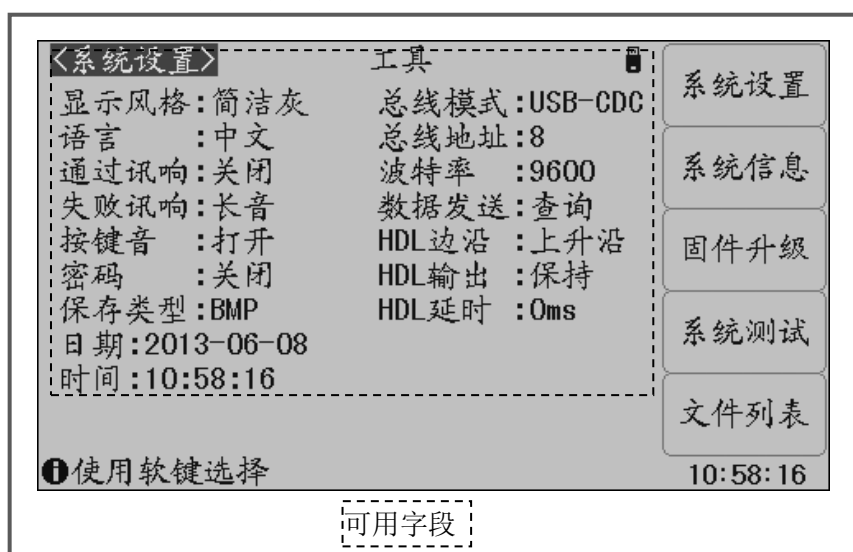 <系统设置> 工具
显示风格:简洁灰 总线模式:USB-CDC
语言 :中文 总线地址:8
通过讯响:关闭 波特率 :9600
失败讯响:长音 数据发送:查询
按键音 :打开 HDL边沿 :上升沿
密码 :关闭 HDL输出 :保持
保存类型:BMP HDL延时 :0ms
日期:2013-06-08
时间:10:58:16
系统设置
系统信息
固件升级
系统测试
文件列表
使用软键选择 10:58:16
可用字段